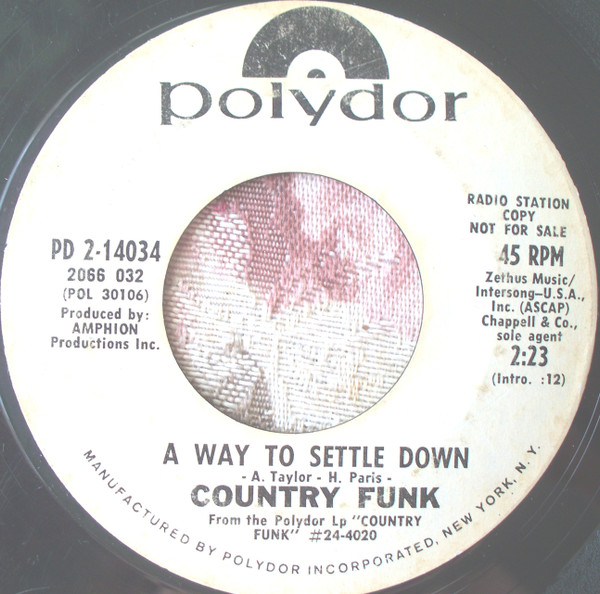 polydor
RADIO STATION
COPY
NOT FOR SALE
PD 2-14034
2066 032
(POL 30106)
Produced by:
AMPHION
Productions Inc.
45 RPM
Zethus Music/
Intersong–U.S.A.,
Inc. (ASCAP)
Chappell & Co.,
sole agent
2:23
(Intro. :12)
A WAY TO SETTLE DOWN
- A. Taylor - H. Paris -
COUNTRY FUNK
From the Polydor Lp "COUNTRY
FUNK" #24-4020
MANUFACTURED BY POLYDOR INCORPORATED, NEW YORK, N. Y.